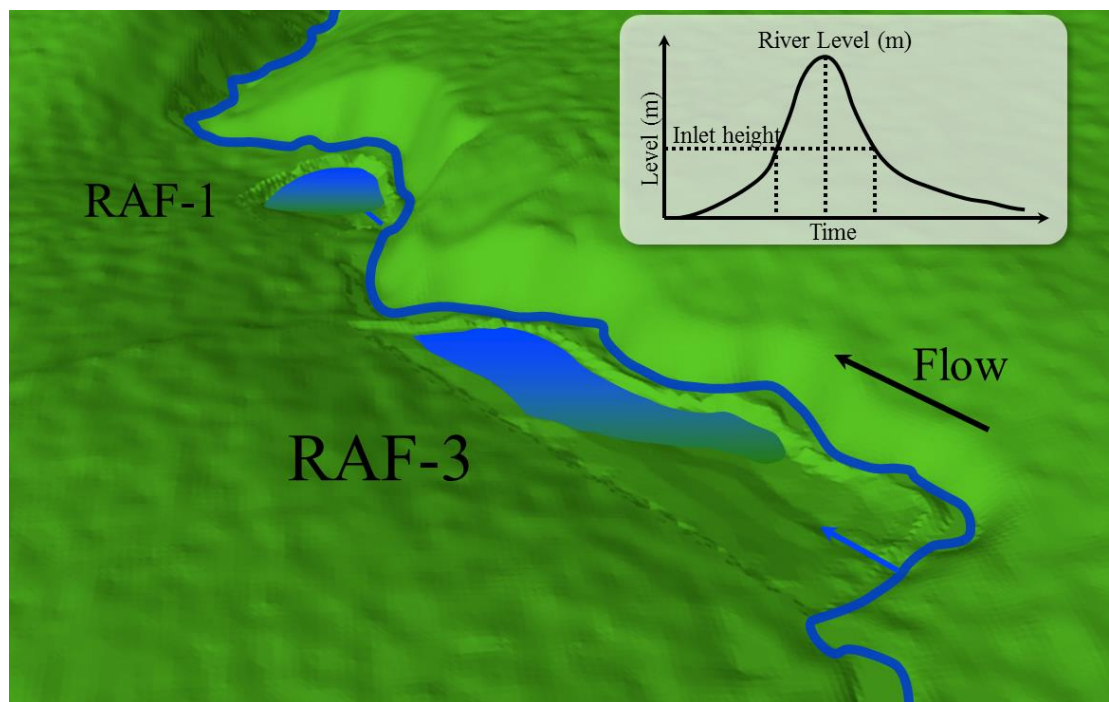 River Level (m)
Level (m)
Inlet height
Time
RAF-1
Flow
RAF-3